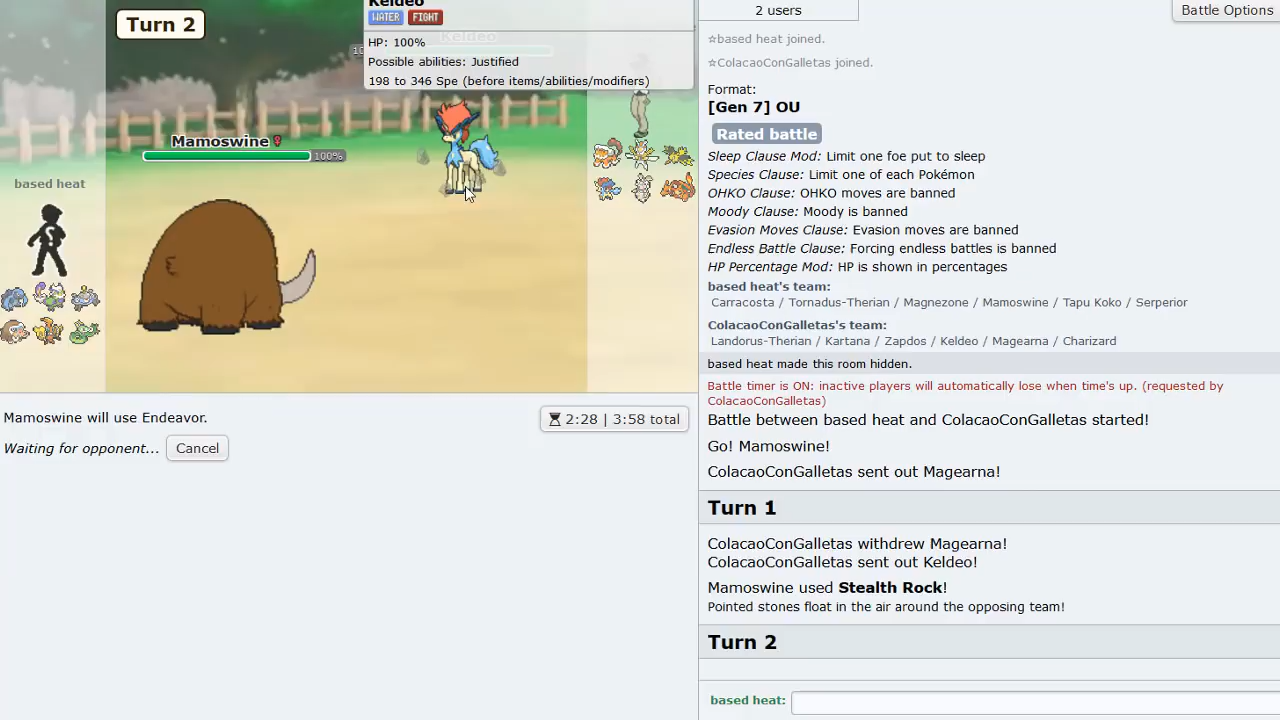 Turn 2
Keldeo
WATER FIGHT
HP: 100%
Possible abilities: Justified
198 to 346 Spe (before items/abilities/modifiers)
Keldeo
Mamoswine
100%
based heat
Mamoswine will use Endeavor.
2:28 | 3:58 total
Waiting for opponent... Cancel
2 users
Battle Options
☆based heat joined.
☆ColacaoConGalletas joined.
Format:
[Gen 7] OU
Rated battle
Sleep Clause Mod: Limit one foe put to sleep
Species Clause: Limit one of each Pokémon
OHKO Clause: OHKO moves are banned
Moody Clause: Moody is banned
Evasion Moves Clause: Evasion moves are banned
Endless Battle Clause: Forcing endless battles is banned
HP Percentage Mod: HP is shown in percentages
based heat's team:
Carracosta / Tornadus-Therian / Magnezone / Mamoswine / Tapu Koko / Serperior
ColacaoConGalletas's team:
Landorus-Therian / Kartana / Zapdos / Keldeo / Magearna / Charizard
based heat made this room hidden.
Battle timer is ON: inactive players will automatically lose when time's up. (requested by
ColacaoConGalletas)
Battle between based heat and ColacaoConGalletas started!
Go! Mamoswine!
ColacaoConGalletas sent out Magearna!
Turn 1
ColacaoConGalletas withdrew Magearna!
ColacaoConGalletas sent out Keldeo!
Mamoswine used Stealth Rock!
Pointed stones float in the air around the opposing team!
Turn 2
based heat: